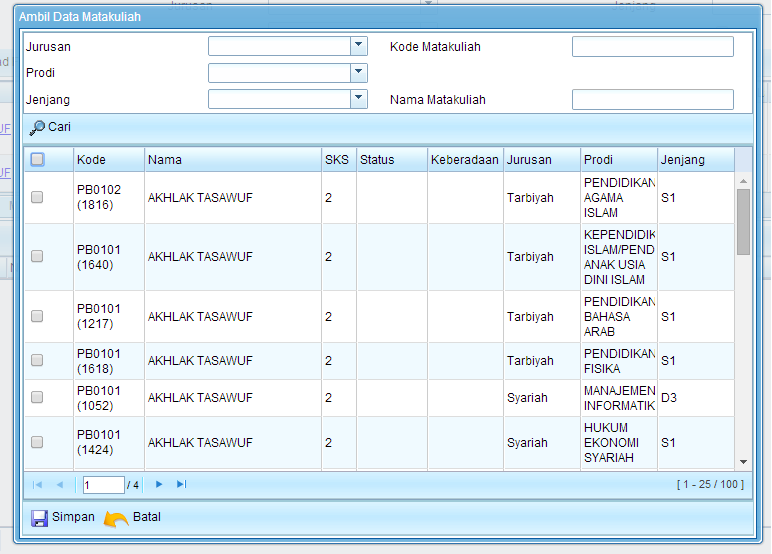 Ambil Data Matakuliah
Jurusan
Kode Matakuliah
Prodi
Jenjang
Nama Matakuliah
Cari
Kode Nama SKS Status Keberadaan Jurusan Prodi Jenjang
PB0102
(1816)
AKHLAK TASAWUF 2 Tarbiyah
PENDIDIKAN
AGAMA
ISLAM
S1
PB0101
(1640)
AKHLAK TASAWUF 2 Tarbiyah
KEPENDIDIK
ISLAM/PEND
ANAK USIA
DINI ISLAM
S1
PB0101
(1217)
AKHLAK TASAWUF 2 Tarbiyah
PENDIDIKAN
BAHASA
ARAB
S1
PB0101
(1618)
AKHLAK TASAWUF 2 Tarbiyah
PENDIDIKAN
FISIKA
S1
PB0101
(1052)
AKHLAK TASAWUF 2 Syariah
MANAJEMEN
INFORMATIK
D3
PB0101
(1424)
AKHLAK TASAWUF 2 Syariah
HUKUM
EKONOMI
SYARIAH
S1
1 / 4 [ 1 - 25 / 100 ]
Simpan Batal